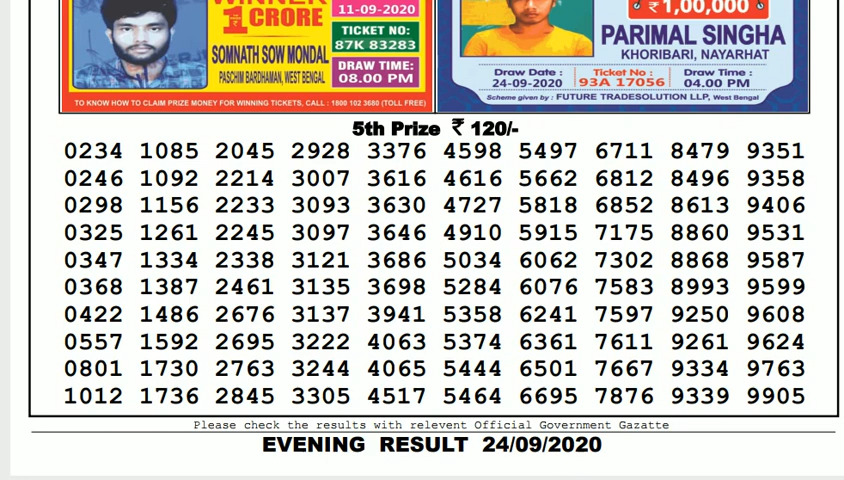 WINNER
₹1 CRORE
SOMNATH SOW MONDAL
PASCHIM BARDHAMAN, WEST BENGAL
11-09-2020
TICKET NO:
87K 83283
DRAW TIME:
08.00 PM
TO KNOW HOW TO CLAIM PRIZE MONEY FOR WINNING TICKETS, CALL : 1800 102 3680 (TOLL FREE)
₹1,00,000
PARIMAL SINGHA
KHORIBARI, NAYARHAT
Draw Date : Ticket No : Draw Time :
24-09-2020 93A 17056 04.00 PM
Scheme given by : FUTURE TRADESOLUTION LLP, West Bengal
5th Prize ₹ 120/-
0234 1085 2045 2928 3376 4598 5497 6711 8479 9351
0246 1092 2214 3007 3616 4616 5662 6812 8496 9358
0298 1156 2233 3093 3630 4727 5818 6852 8613 9406
0325 1261 2245 3097 3646 4910 5915 7175 8860 9531
0347 1334 2338 3121 3686 5034 6062 7302 8868 9587
0368 1387 2461 3135 3698 5284 6076 7583 8993 9599
0422 1486 2676 3137 3941 5358 6241 7597 9250 9608
0557 1592 2695 3222 4063 5374 6361 7611 9261 9624
0801 1730 2763 3244 4065 5444 6501 7667 9334 9763
1012 1736 2845 3305 4517 5464 6695 7876 9339 9905
Please check the results with relevent Official Government Gazatte
EVENING RESULT 24/09/2020